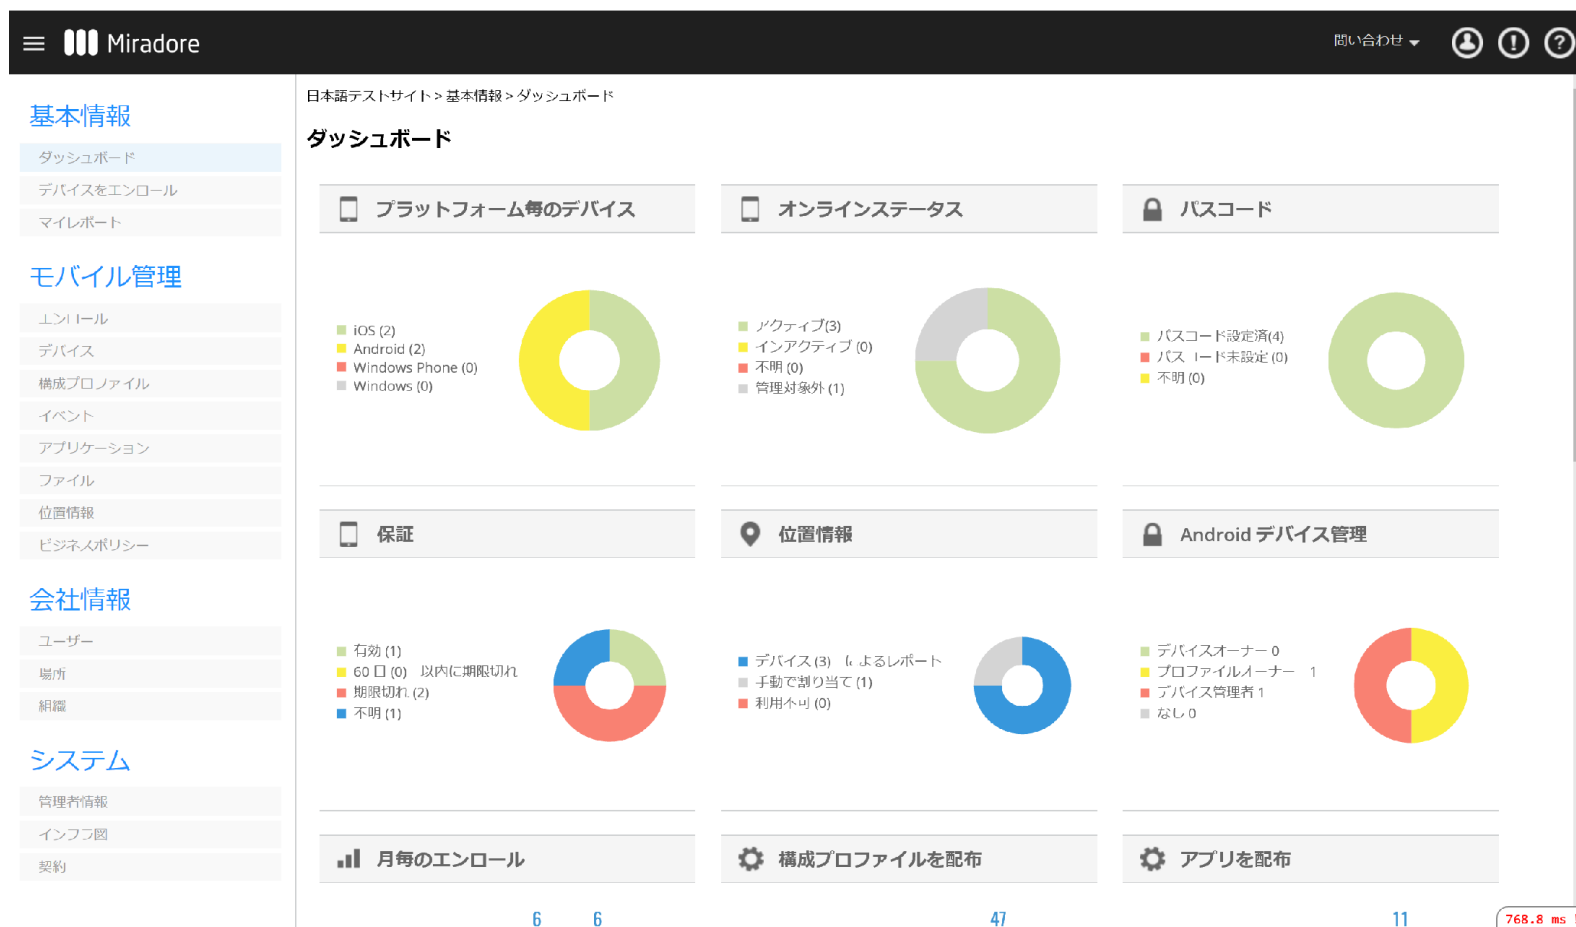 Miradore
問い合わせ
日本語テストサイト > 基本情報 > ダッシュボード
ダッシュボード
基本情報
ダッシュボード
デバイスをエンロール
マイレポート
モバイル管理
エンロール
デバイス
構成プロファイル
イベント
アプリケーション
ファイル
位置情報
ビジネスポリシー
会社情報
ユーザー
場所
組織
システム
管理者情報
インフラ図
契約
プラットフォーム毎のデバイス
iOS (2)
Android (2)
Windows Phone (0)
Windows (0)
オンラインステータス
アクティブ(3)
インアクティブ (0)
不明 (0)
管理対象外 (1)
パスコード
パスコード設定済(4)
パスコード未設定 (0)
不明 (0)
保証
有効 (1)
60 日 (0) 以内に期限切れ
期限切れ (2)
不明 (1)
位置情報
デバイス (3) によるレポート
手動で割り当て (1)
利用不可 (0)
Android デバイス管理
デバイスオーナー 0
プロファイルオーナー 1
デバイス管理者 1
なし 0
月毎のエンロール
6 6
構成プロファイルを配布
47
アプリを配布
11
768.8 ms